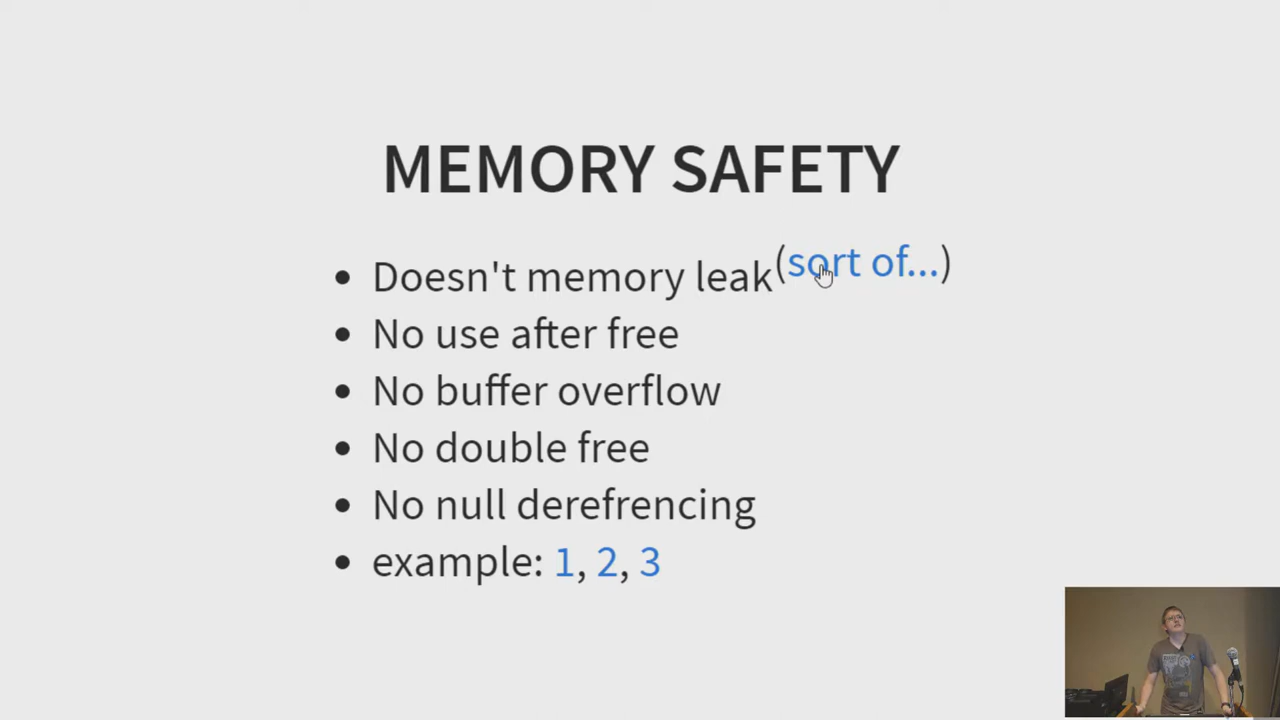 MEMORY SAFETY
Doesn't memory leak(sort of...)
No use after free
No buffer overflow
No double free
No null derefrencing
example: 1, 2, 3